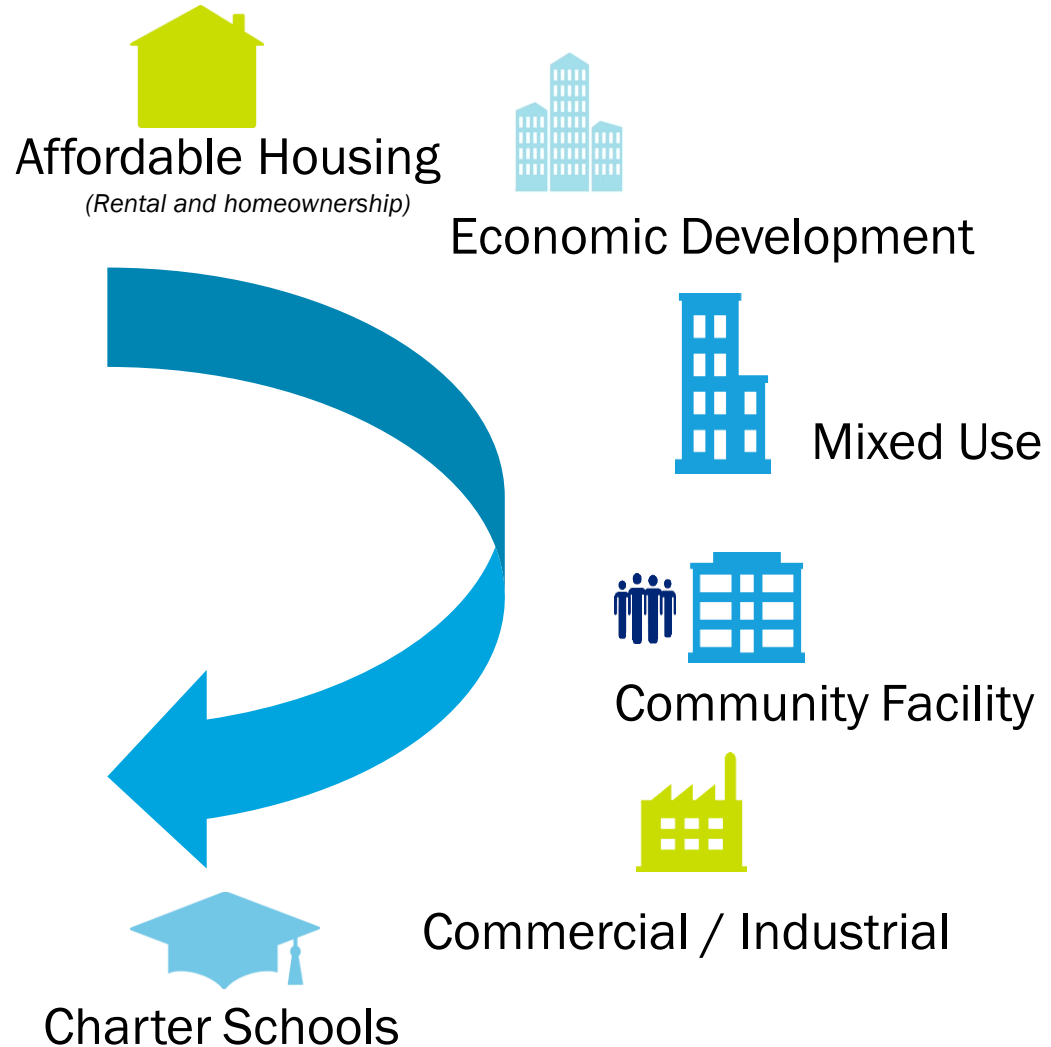 Affordable Housing
(Rental and homeownership)
Economic Development
Mixed Use
Community Facility
Commercial / Industrial
Charter Schools